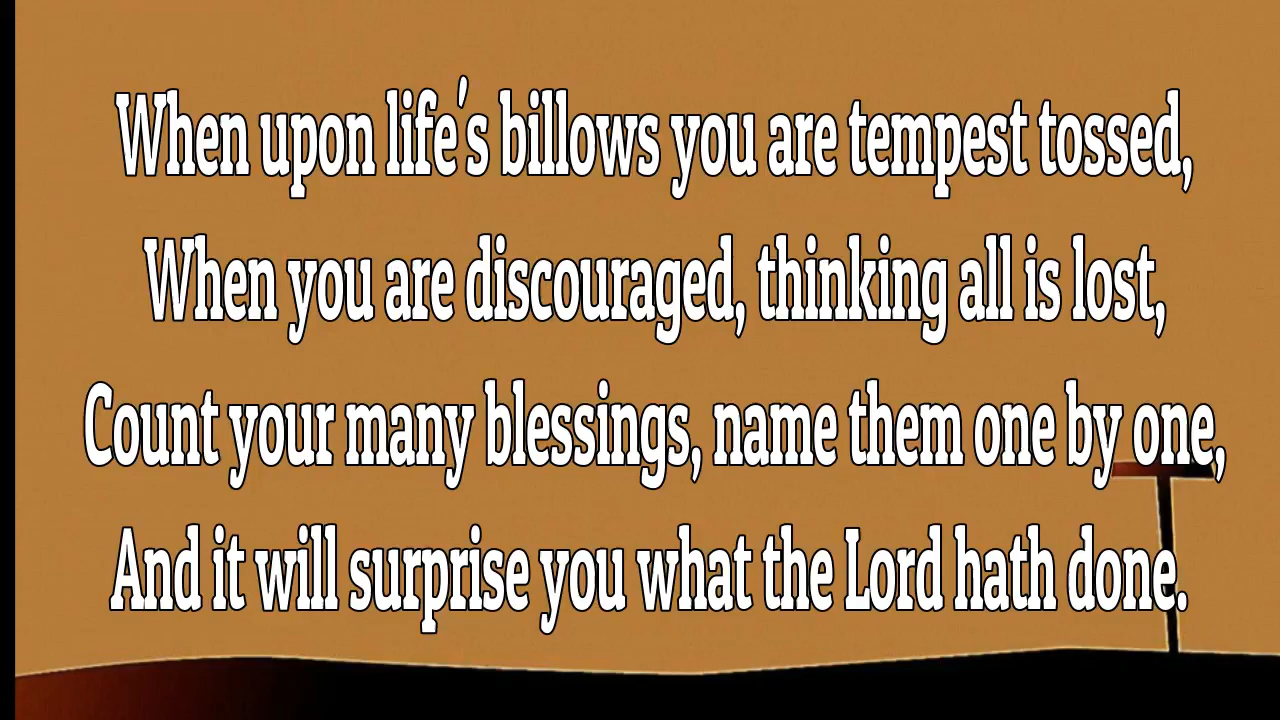 When upon life's billows you are tempest tossed,
When you are discouraged, thinking all is lost,
Count your many blessings, name them one by one,
And it will surprise you what the Lord hath done.